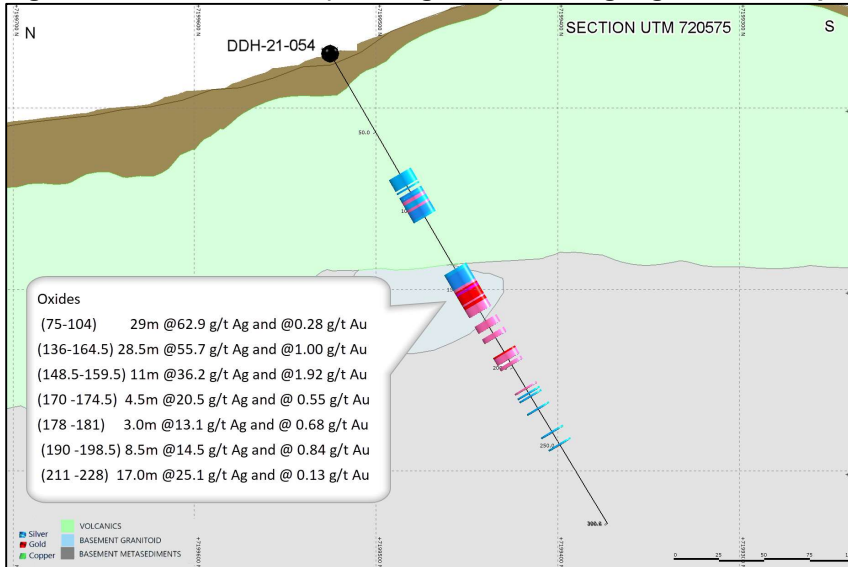 N
SECTION UTM 720575
S
DDH-21-054
50.0
Oxides
(75-104) 29m @62.9 g/t Ag and @0.28 g/t Au
(136-164.5) 28.5m @55.7 g/t Ag and @1.00 g/t Au
(148.5-159.5) 11m @36.2 g/t Ag and @1.92 g/t Au
(170 -174.5) 4.5m @20.5 g/t Ag and @ 0.55 g/t Au
(178 -181) 3.0m @13.1 g/t Ag and @ 0.68 g/t Au
(190 -198.5) 8.5m @14.5 g/t Ag and @ 0.84 g/t Au
(211 -228) 17.0m @25.1 g/t Ag and @ 0.13 g/t Au
250.0
Silver
Gold
Copper
VOLCANICS
BASEMENT GRANITOID
BASEMENT METASEDIMENTS
0 25 50 75